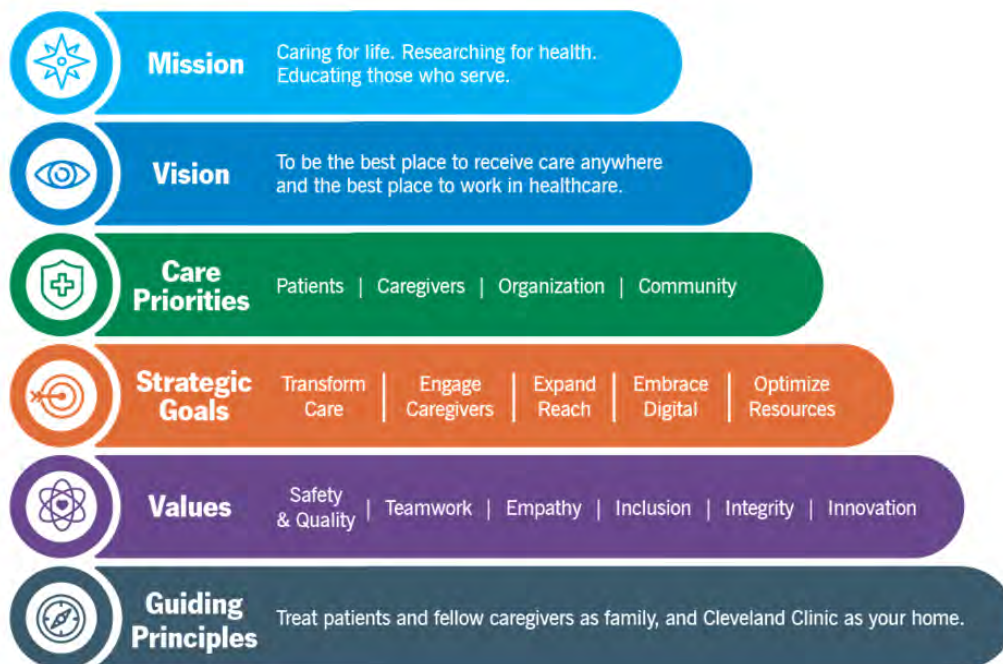 Mission
Caring for life. Researching for health.
Educating those who serve.
Vision
To be the best place to receive care anywhere
and the best place to work in healthcare.
Care
Priorities
Patients | Caregivers | Organization | Community
Strategic
Goals
Transform
Care
Engage
Caregivers
Expand
Reach
Embrace
Digital
Optimize
Resources
Values
Safety
& Quality | Teamwork | Empathy | Inclusion | Integrity | Innovation
Guiding
Principles
Treat patients and fellow caregivers as family, and Cleveland Clinic as your home.